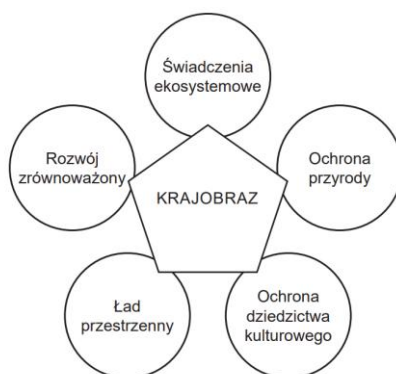 Świadczenia
ekosystemowe
Rozwój
zrównoważony
Ochrona
przyrody
KRAJOBRAZ
Ład
przestrzenny
Ochrona
dziedzictwa
kulturowego